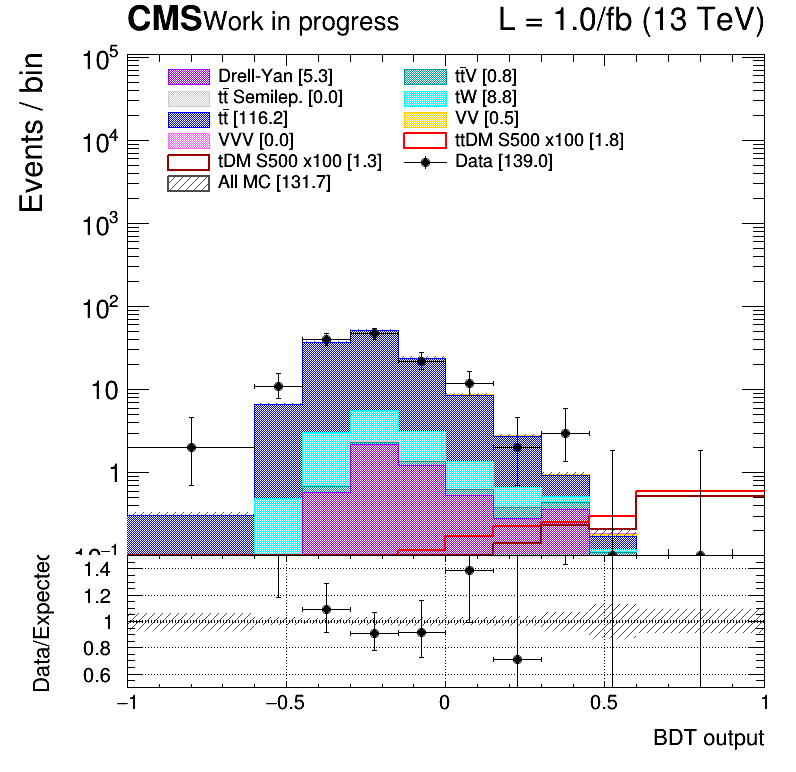 CMS Work in progress L = 1.0/fb (13 TeV)
Events / bin
10⁵
10⁴
10³
10²
10
1
10⁻¹
Drell-Yan [5.3]
tt̄ Semilep. [0.0]
tt̄ [116.2]
VVV [0.0]
tDM S500 x100 [1.3]
All MC [131.7]
tt̄V [0.8]
tW [8.8]
VV [0.5]
ttDM S500 x100 [1.8]
Data [139.0]
Data/Expected
1.4
1.2
1
0.8
0.6
−1 −0.5 0 0.5 1
BDT output